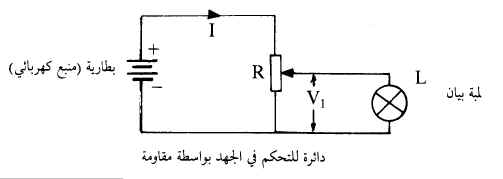 I
+
بطارية (منبع كهربائي)
−
R
V1
L
لمبة بيان
دائرة للتحكم في الجهد بواسطة مقاومة